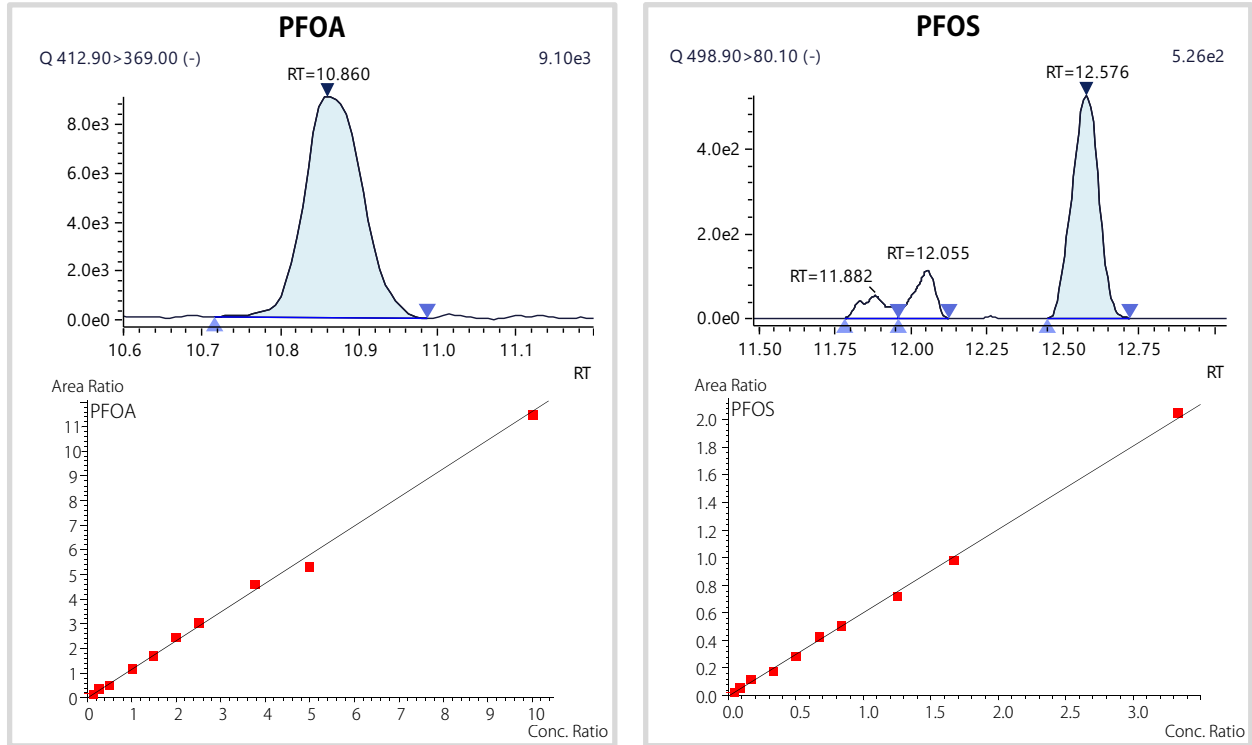 PFOA
Q 412.90>369.00 (-) 9.10e3
RT=10.860
8.0e3
6.0e3
4.0e3
2.0e3
0.0e0
10.6 10.7 10.8 10.9 11.0 11.1
RT
Area Ratio
PFOA
11
10
9
8
7
6
5
4
3
2
1
0
0 1 2 3 4 5 6 7 8 9 10
Conc. Ratio
PFOS
Q 498.90>80.10 (-) 5.26e2
RT=12.576
4.0e2
2.0e2
RT=12.055
RT=11.882
0.0e0
11.50 11.75 12.00 12.25 12.50 12.75
RT
Area Ratio
PFOS
2.0
1.8
1.6
1.4
1.2
1.0
0.8
0.6
0.4
0.2
0.0
0.0 0.5 1.0 1.5 2.0 2.5 3.0
Conc. Ratio